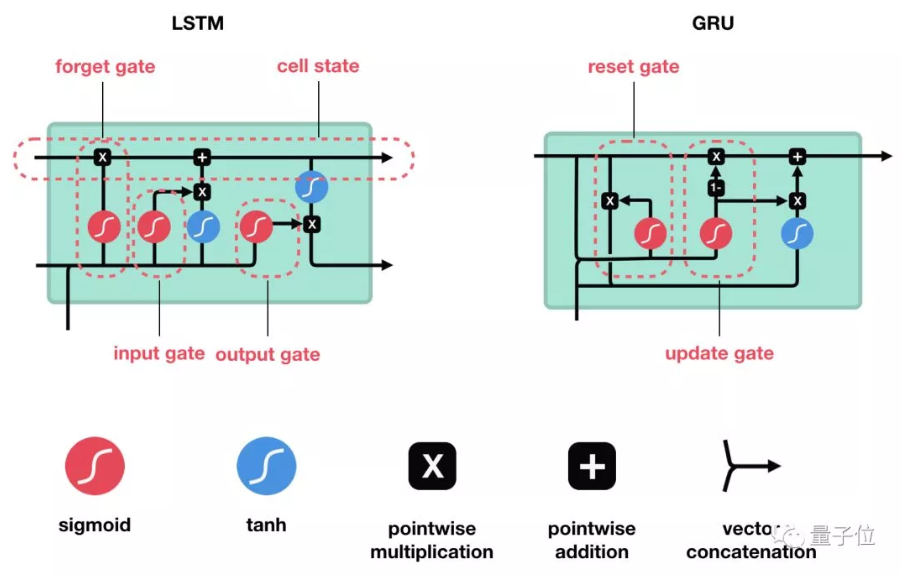 LSTM
GRU
forget gate
cell state
reset gate
x
+
x
+
x
x
1-
x
x
input gate
output gate
update gate
X
+
sigmoid
tanh
pointwise
multiplication
pointwise
addition
vector
concatenation
量子位